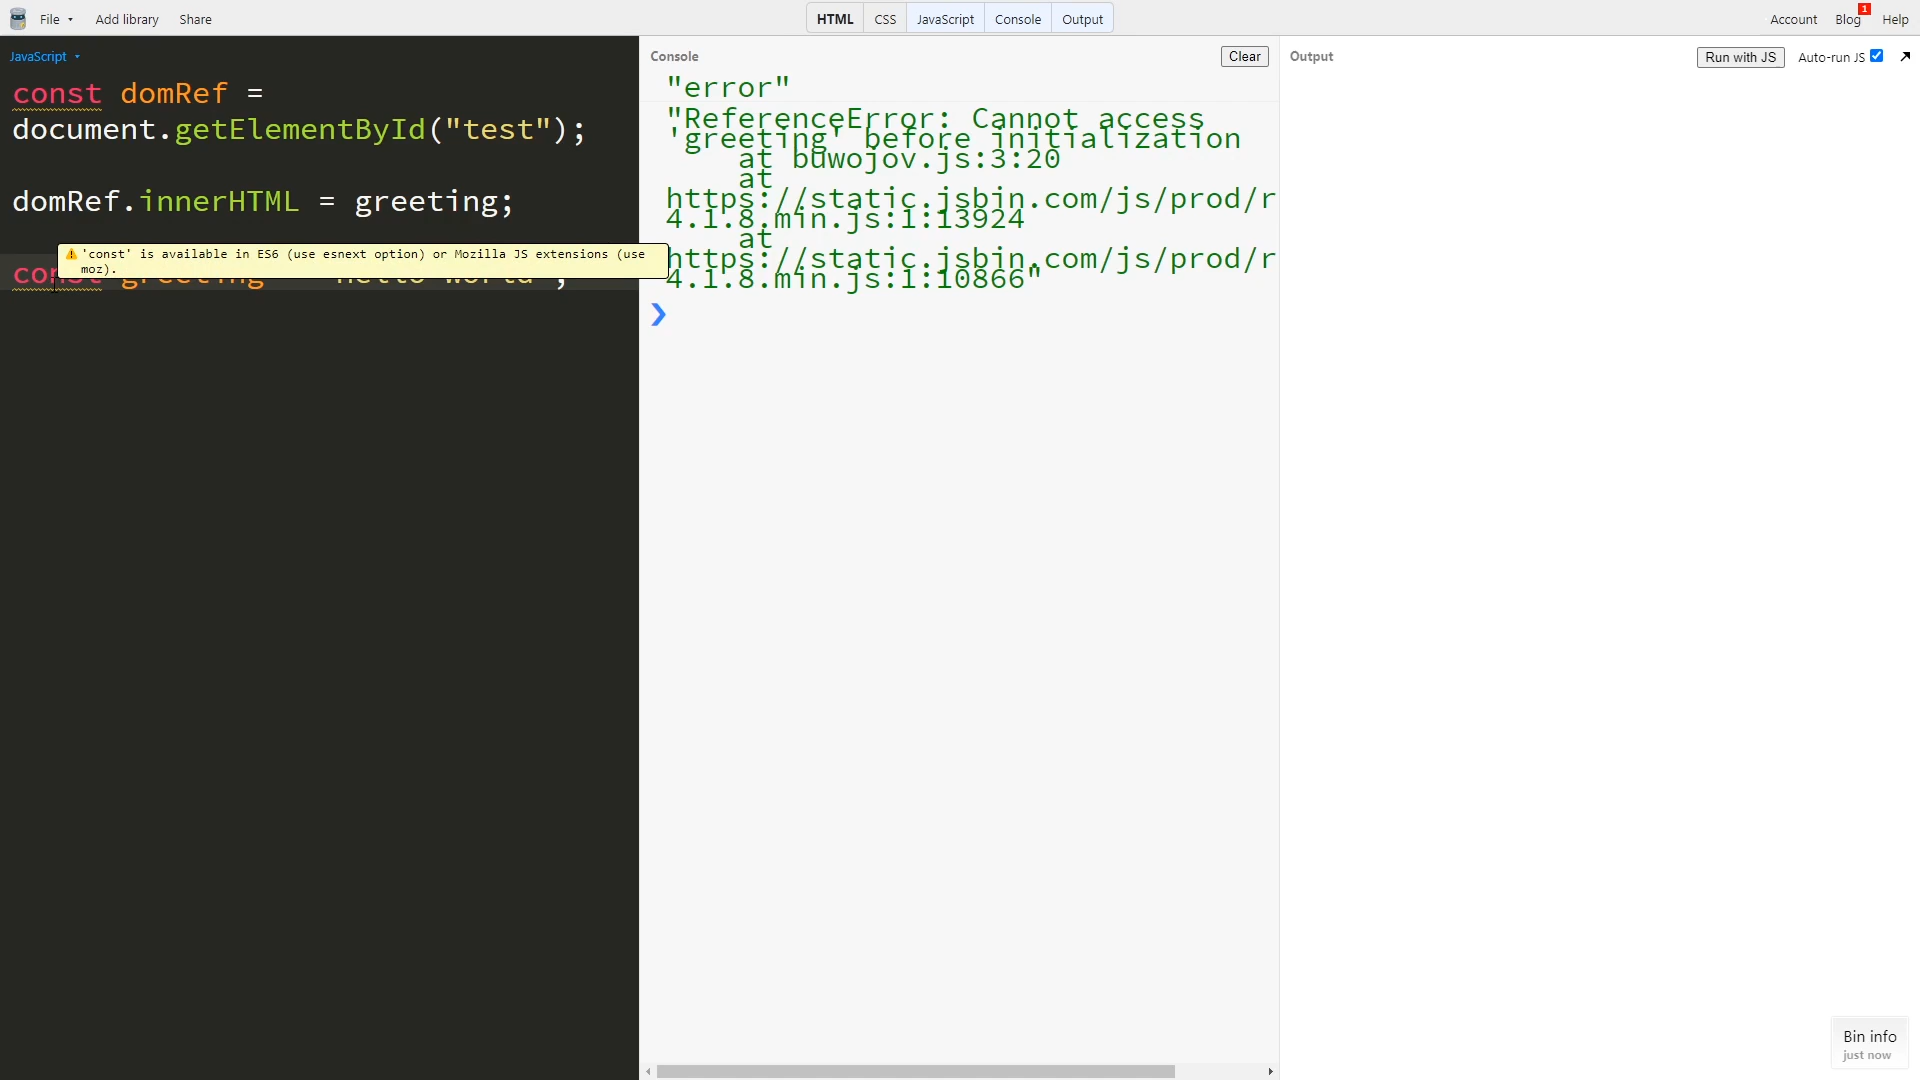 File
Add library
Share
HTML
CSS
JavaScript
Console
Output
Account
Blog
1
Help
JavaScript
const domRef =
document.getElementById("test");
domRef.innerHTML = greeting;
'const' is available in ES6 (use esnext option) or Mozilla JS extensions (use
moz).
const greeting
Console
Clear
"error"
"ReferenceError: Cannot access
'greeting' before initialization
at buwojov.js:3:20
at
https://static.jsbin.com/js/prod/r
4.1.8.min.js:1:13924
at
https://static.jsbin.com/js/prod/r
4.1.8.min.js:1:10866"
Output
Run with JS
Auto-run JS
Bin info
just now